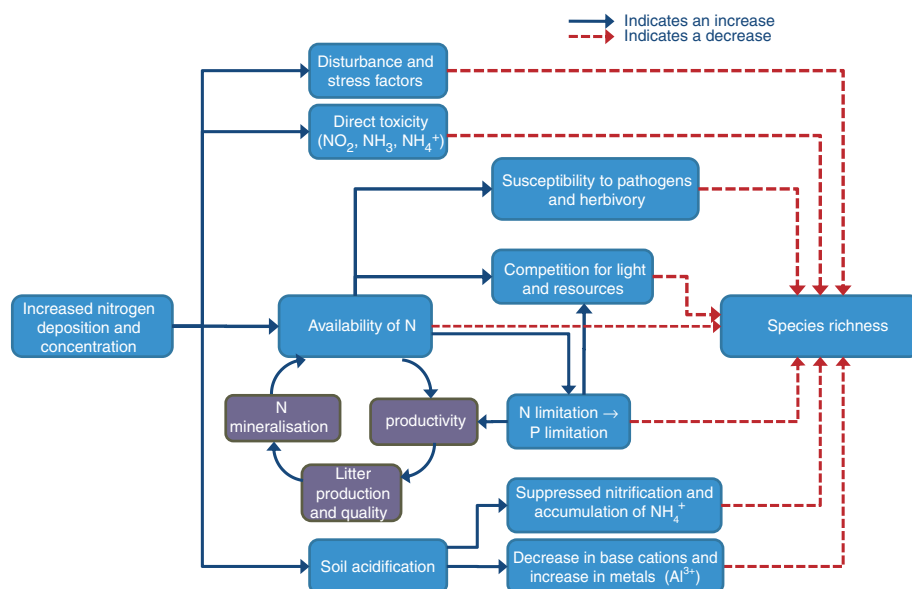 Indicates an increase
Indicates a decrease
Disturbance and
stress factors
Direct toxicity
(NO₂, NH₃, NH₄⁺)
Susceptibility to pathogens
and herbivory
Competition for light
and resources
Increased nitrogen
deposition and
concentration
Availability of N
Species richness
N
mineralisation
productivity
N limitation →
P limitation
Litter
production
and quality
Suppressed nitrification and
accumulation of NH₄⁺
Soil acidification
Decrease in base cations and
increase in metals (Al³⁺)